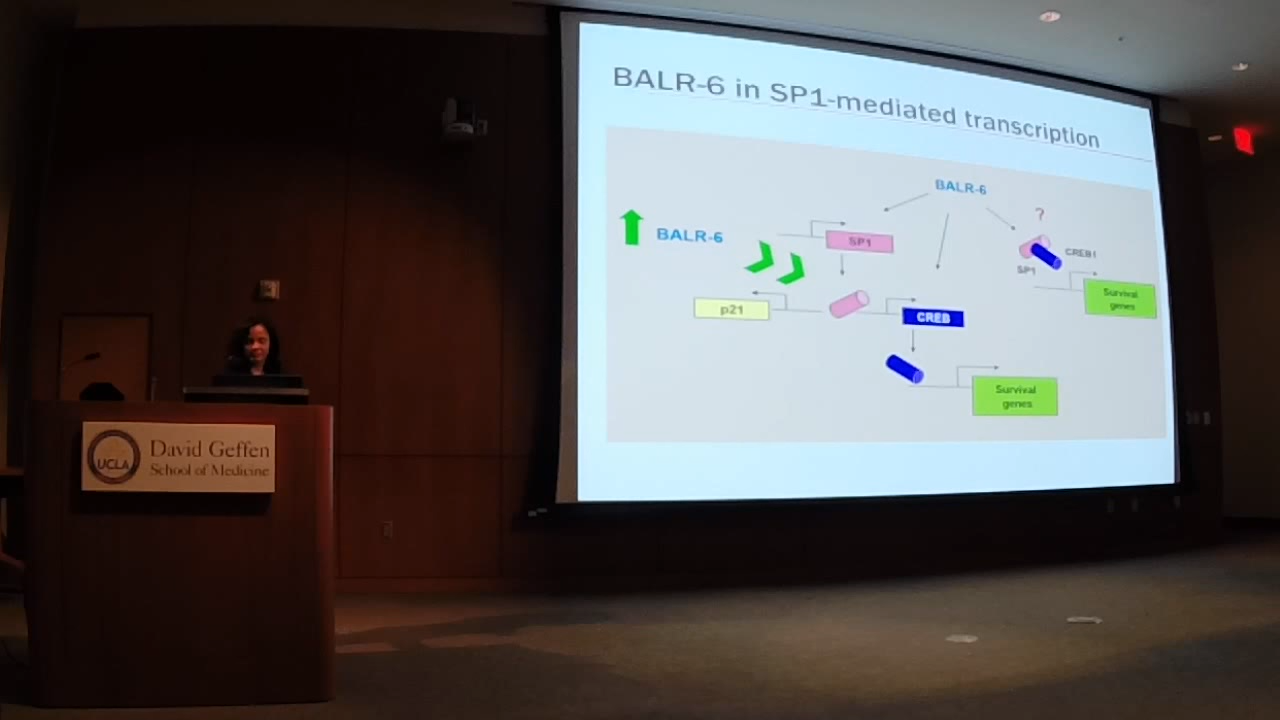 BALR-6 in SP1-mediated transcription
BALR-6
?
BALR-6
SP1
CREB1
SP1
Survival
genes
p21
CREB
Survival
genes
UCLA
David Geffen
School of Medicine